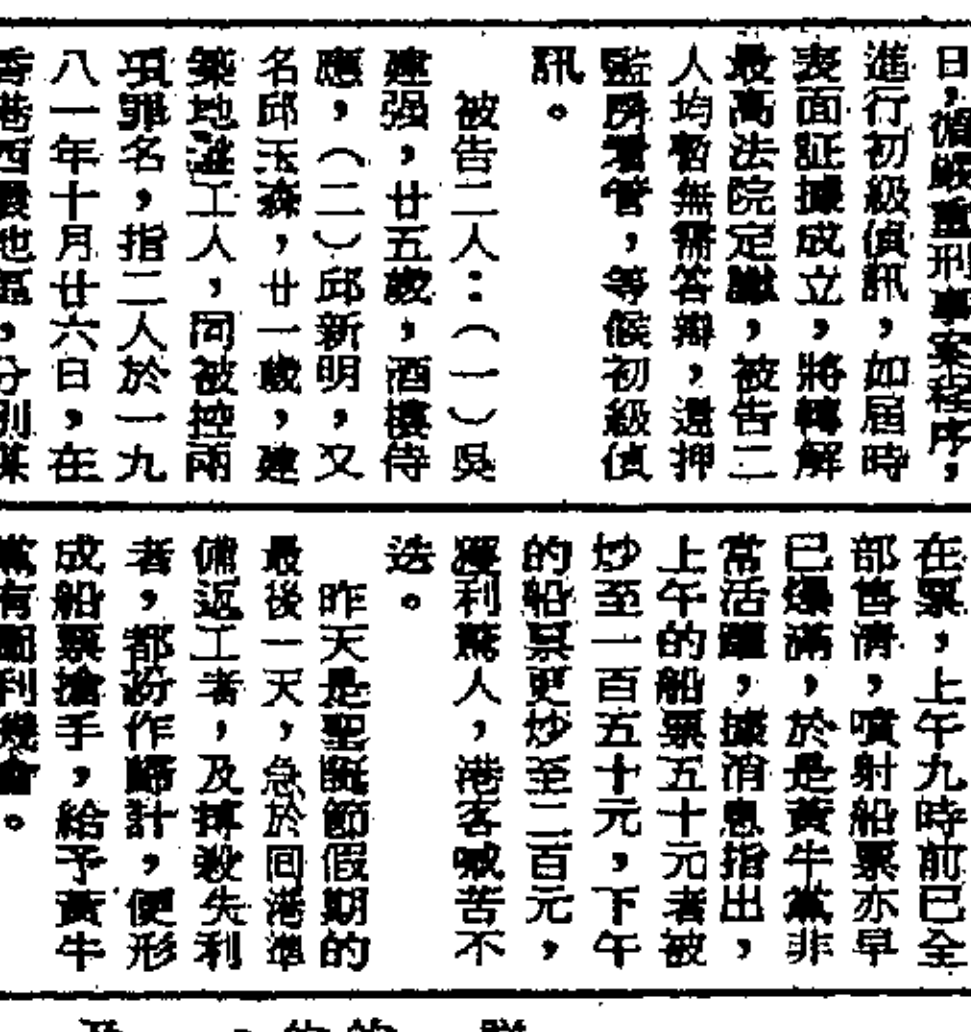 日，循嚴重刑事案程序，
進行初級偵訊，如屆時
表面証據成立，將轉解
最高法院定讞，被告二
人均暫無需答辯，還押
監房看管，等候初級偵
訊。
被告二人：（一）吳
建强，廿五歲，酒樓侍
應，（二）邱新明，又
名邱玉森，廿一歲，建
築地盤工人，同被控兩
項罪名，指二人於一九
八一年十月廿六日，在
香港西環地區，分別某
在票，上午九時前已全
部售清，噴射船票亦早
已爆滿，於是黃牛黨非
常活躍，據消息指出，
上午的船票五十元者被
炒至一百五十元，下午
的船票更炒至二百元，
獲利驚人，港客喊苦不
迭。
昨天是聖誕節假期的
最後一天，急於回港準
備返工者，及搏殺失利
者，都紛作歸計，便形
成船票搶手，給予黃牛
黨有圖利機會。